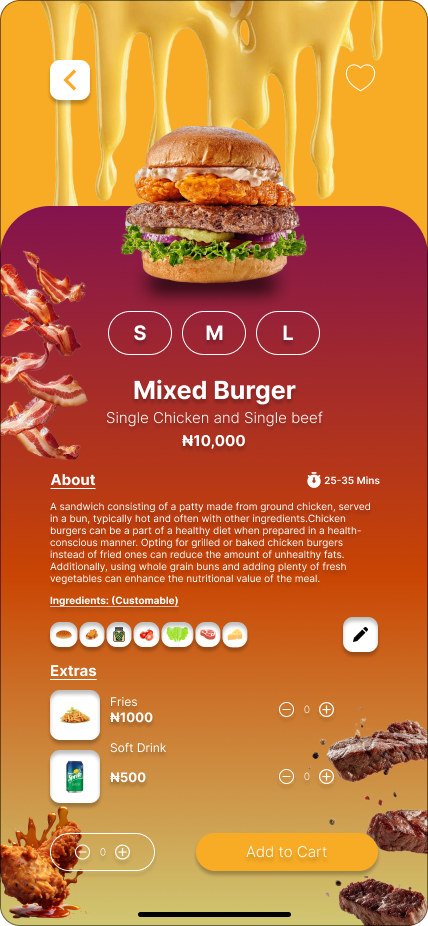 S M L
Mixed Burger
Single Chicken and Single beef
₦10,000
About
25-35 Mins
A sandwich consisting of a patty made from ground chicken, served
in a bun, typically hot and often with other ingredients.Chicken
burgers can be a part of a healthy diet when prepared in a health-
conscious manner. Opting for grilled or baked chicken burgers
instead of fried ones can reduce the amount of unhealthy fats.
Additionally, using whole grain buns and adding plenty of fresh
vegetables can enhance the nutritional value of the meal.
Ingredients: (Customable)
Extras
Fries
₦1000
0
Soft Drink
₦500
0
Sprite
0
Add to Cart